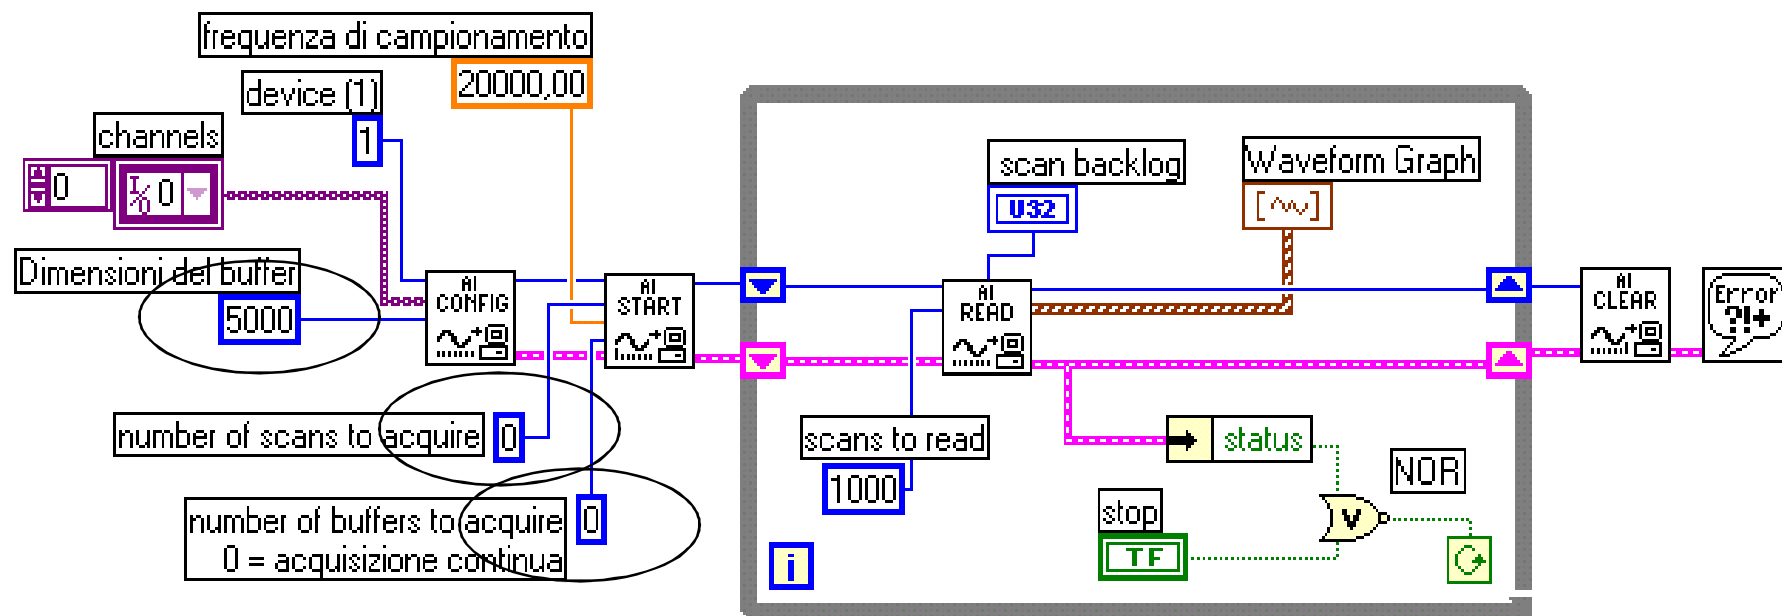 frequenza di campionamento
20000,00
device (1)
1
channels
0
I/O 0
Dimensioni del buffer
5000
AI
CONFIG
AI
START
number of scans to acquire 0
number of buffers to acquire 0
0 = acquisizione continua
scan backlog
U32
Waveform Graph
AI
READ
scans to read
1000
status
NOR
stop
TF
V
i
AI
CLEAR
Error
?!+